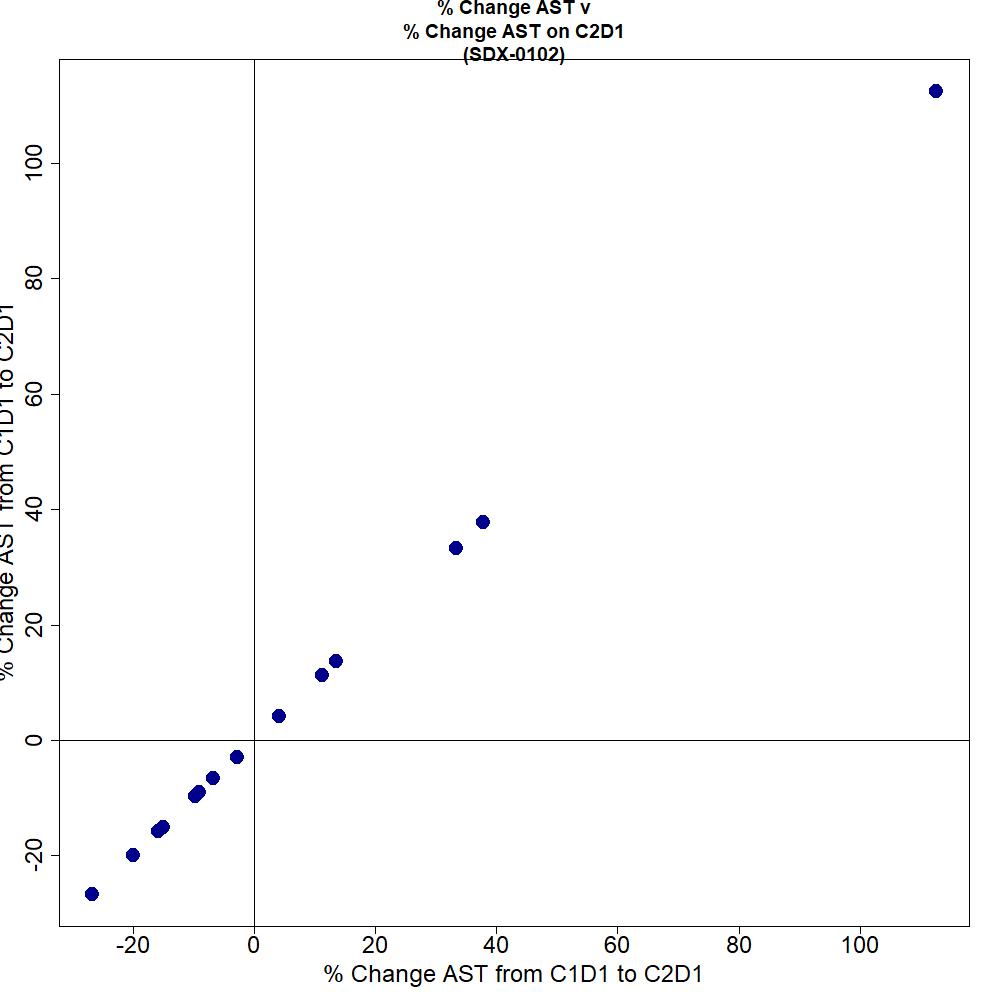 % Change AST v
% Change AST on C2D1
(SDX-0102)
% Change AST from C1D1 to C2D1
100
80
60
40
20
0
-20
-20 0 20 40 60 80 100
% Change AST from C1D1 to C2D1